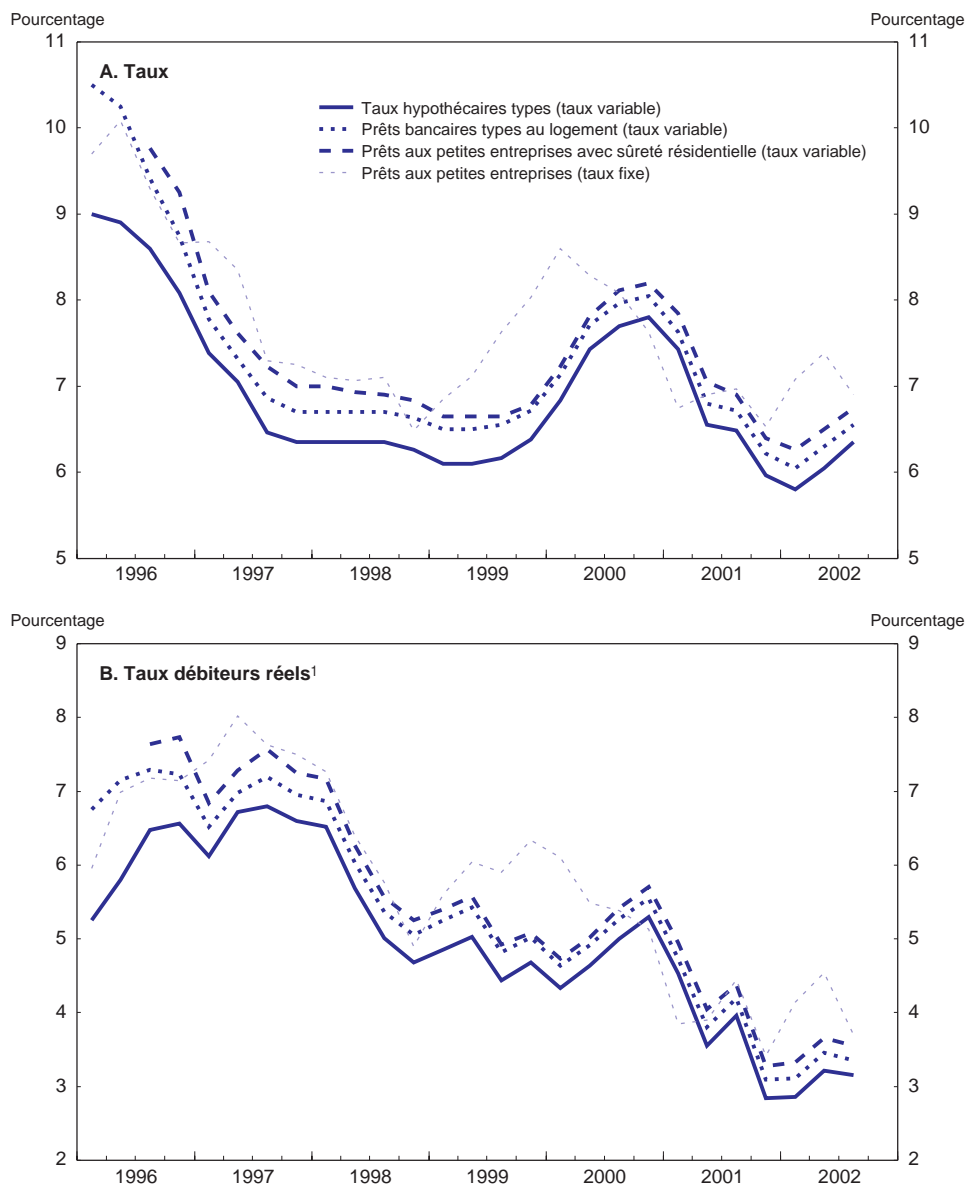 Pourcentage Pourcentage
11 11
A. Taux
Taux hypothécaires types (taux variable)
Prêts bancaires types au logement (taux variable)
10 10
Prêts aux petites entreprises avec sûreté résidentielle (taux variable)
Prêts aux petites entreprises (taux fixe)
9 9
8 8
7 7
6 6
5 5
1996 1997 1998 1999 2000 2001 2002
Pourcentage Pourcentage
9 9
B. Taux débiteurs réels1
8 8
7 7
6 6
5 5
4 4
3 3
2 2
1996 1997 1998 1999 2000 2001 2002